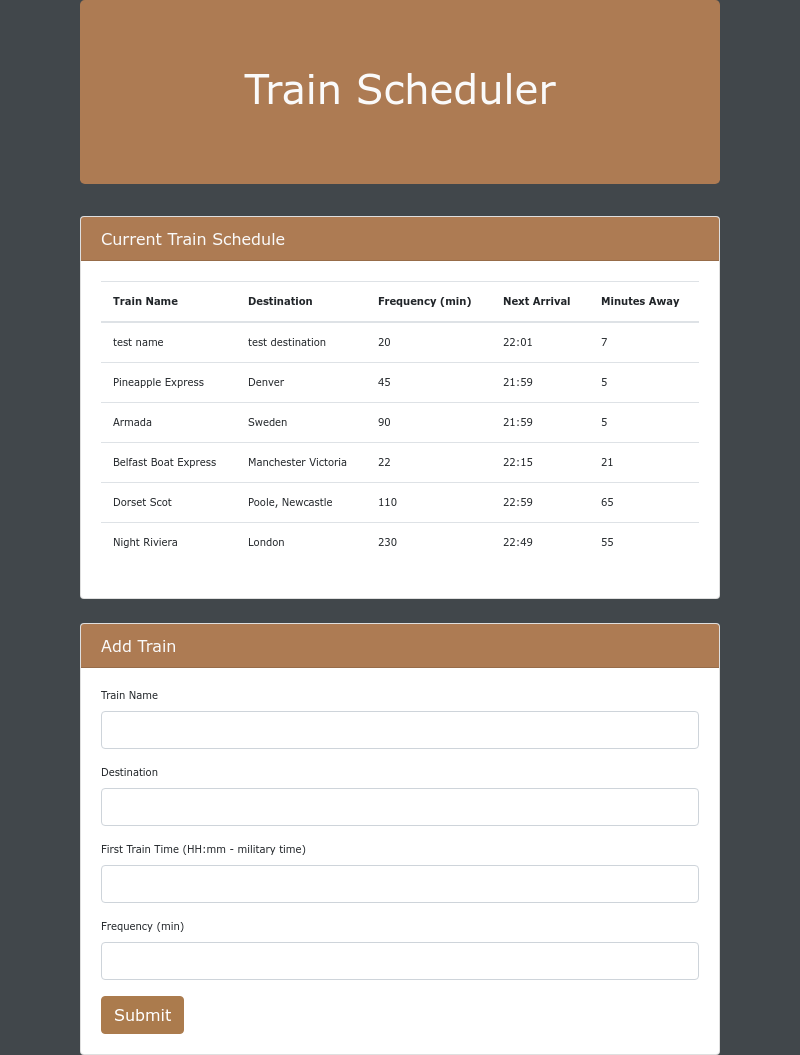 Train Scheduler
Current Train Schedule
Train Name Destination Frequency (min) Next Arrival Minutes Away
test name test destination 20 22:01 7
Pineapple Express Denver 45 21:59 5
Armada Sweden 90 21:59 5
Belfast Boat Express Manchester Victoria 22 22:15 21
Dorset Scot Poole, Newcastle 110 22:59 65
Night Riviera London 230 22:49 55
Add Train
Train Name
Destination
First Train Time (HH:mm - military time)
Frequency (min)
Submit